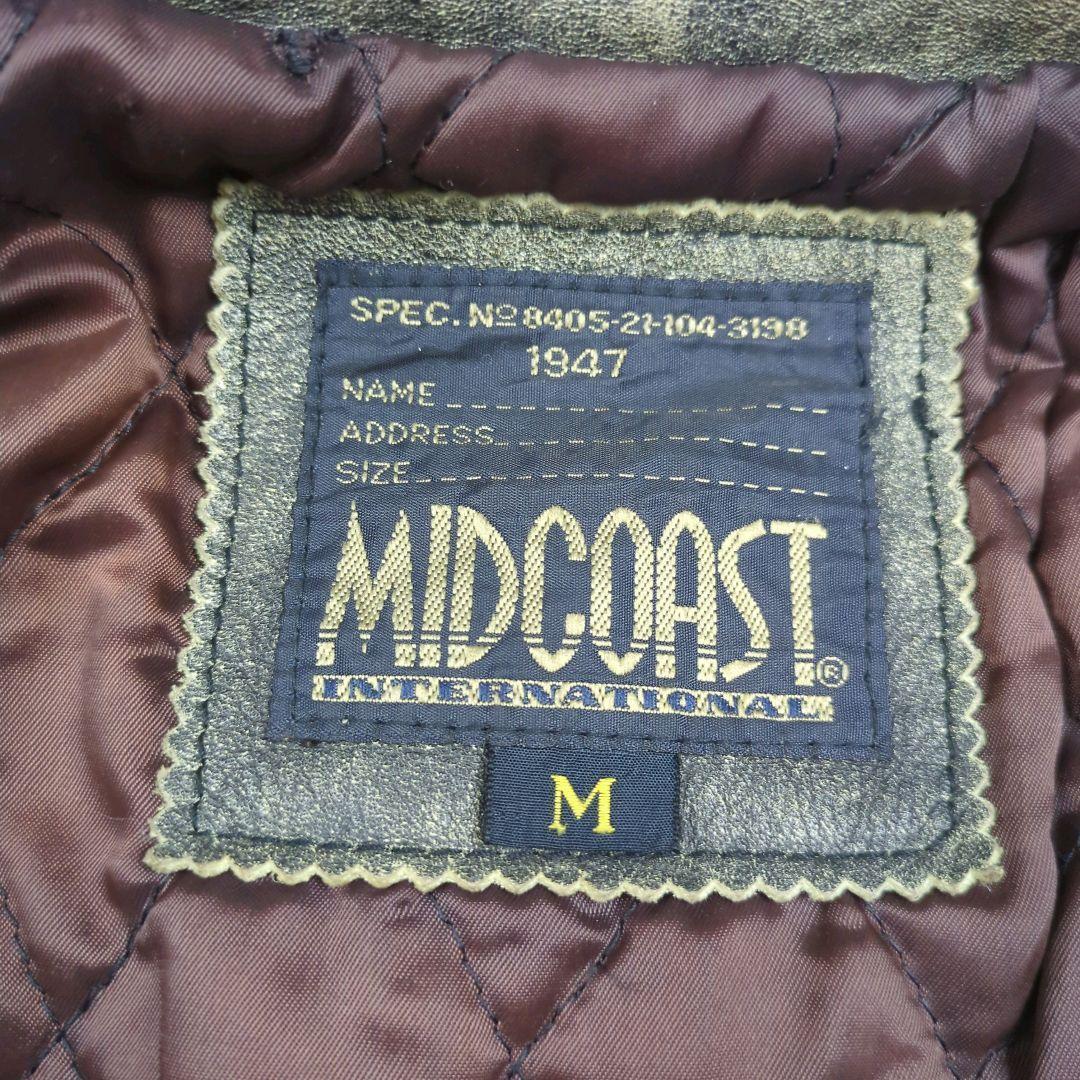 SPEC. Nº 8405-21-104-3198
1947
NAME
ADDRESS
SIZE
MIDCOAST®
INTERNATIONAL
M